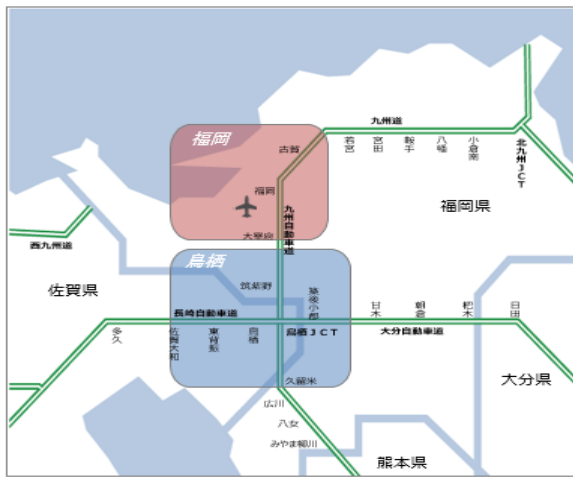 福岡
九州道
古賀
若宮
宮田
鞍手
八幡
小倉南
北九州JCT
福岡
福岡県
九州自動車道
太宰府
西九州道
鳥栖
佐賀県
筑紫野
筑後小郡
長崎自動車道
甘木
朝倉
杷木
日田
多久
佐賀大和
東背振
鳥栖
鳥栖JCT
大分自動車道
大分県
久留米
広川
八女
みやま柳川
熊本県